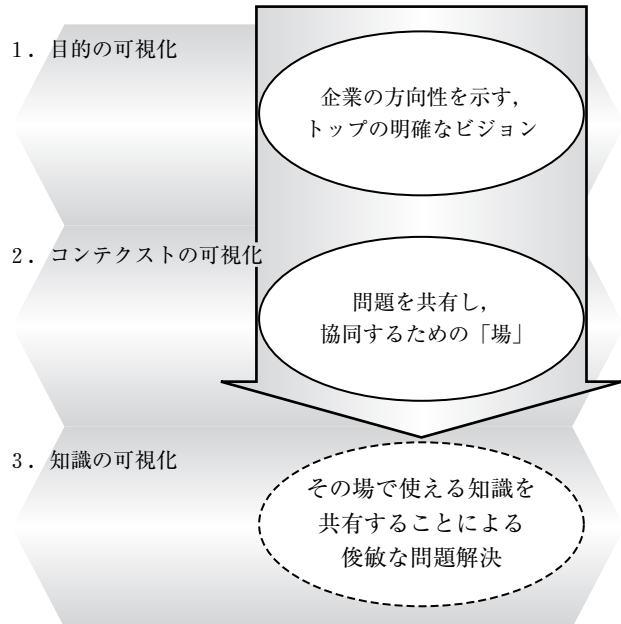 1．目的の可視化
企業の方向性を示す，
トップの明確なビジョン
2．コンテクストの可視化
問題を共有し，
協同するための「場」
3．知識の可視化
その場で使える知識を
共有することによる
俊敏な問題解決